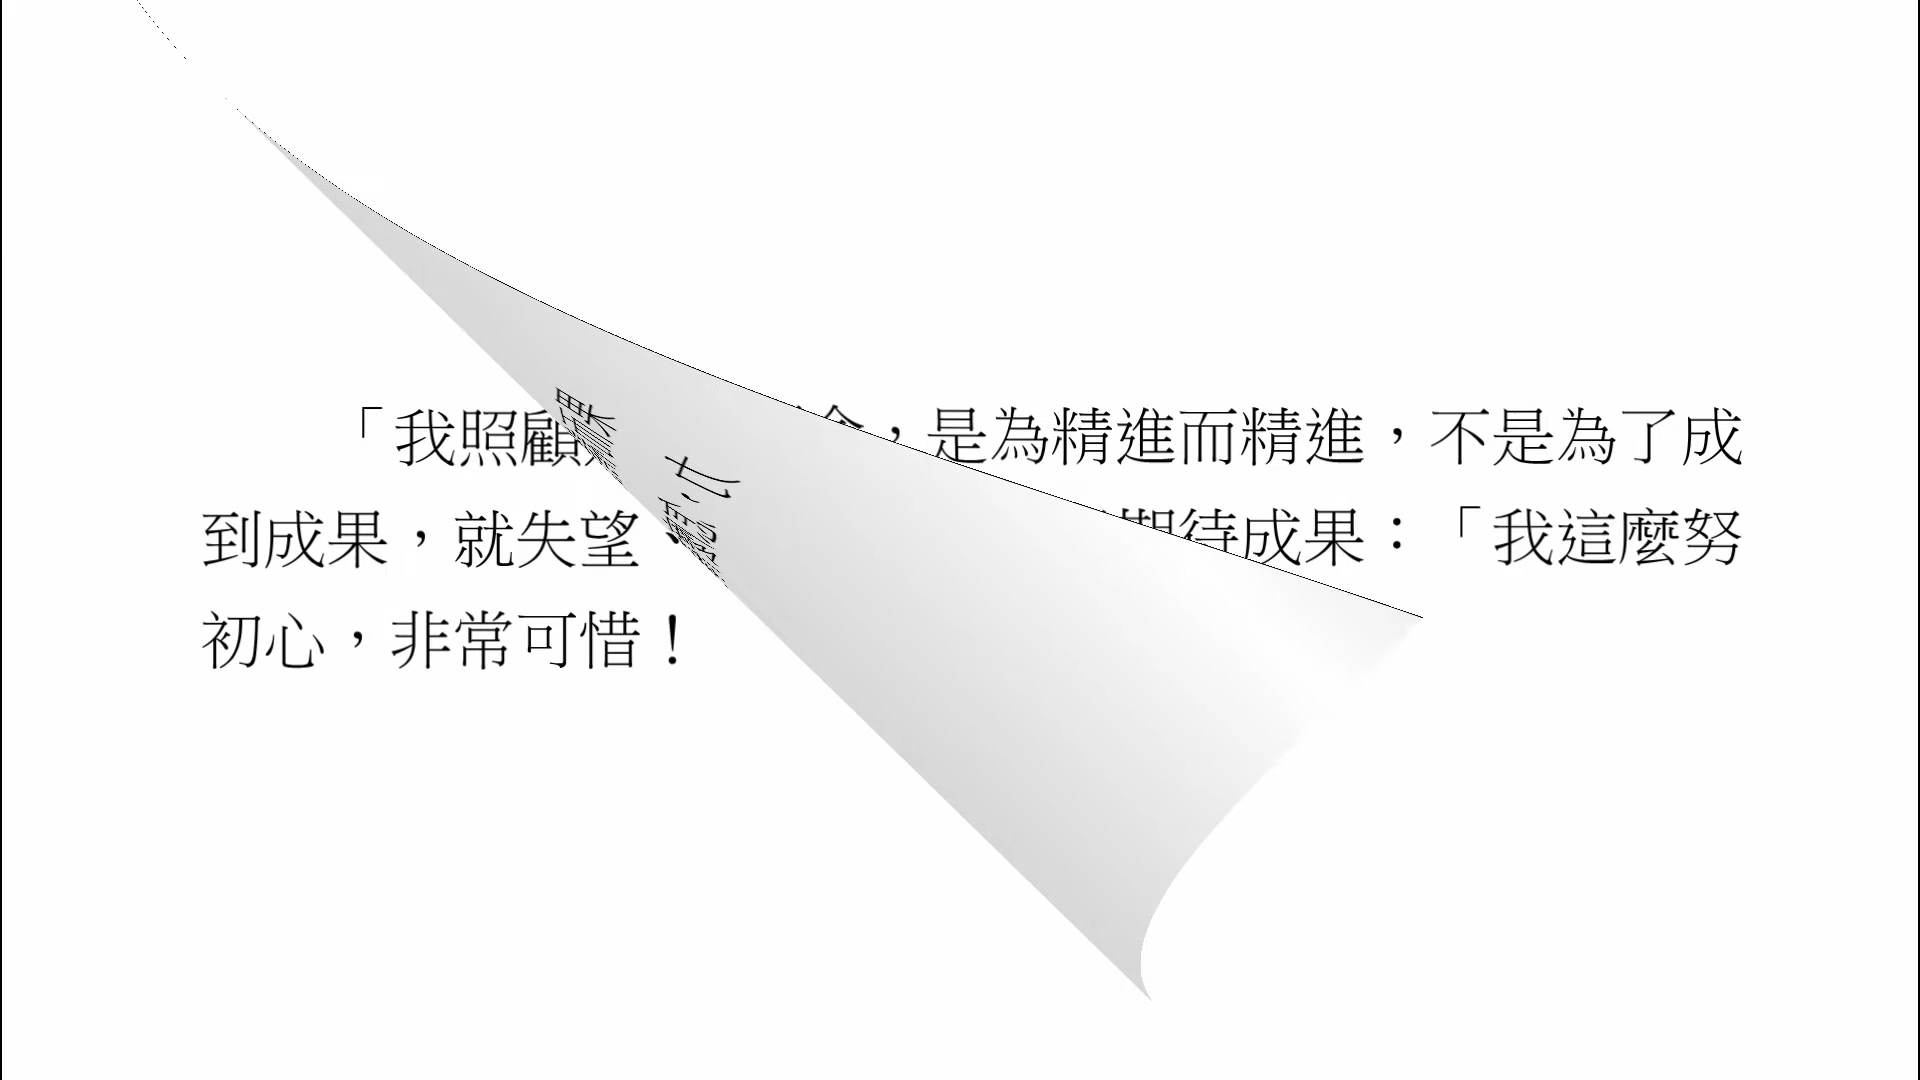 「我照顧 ，是為精進而精進，不是為了成
到成果，就失望 期待成果：「我這麼努
初心，非常可惜！